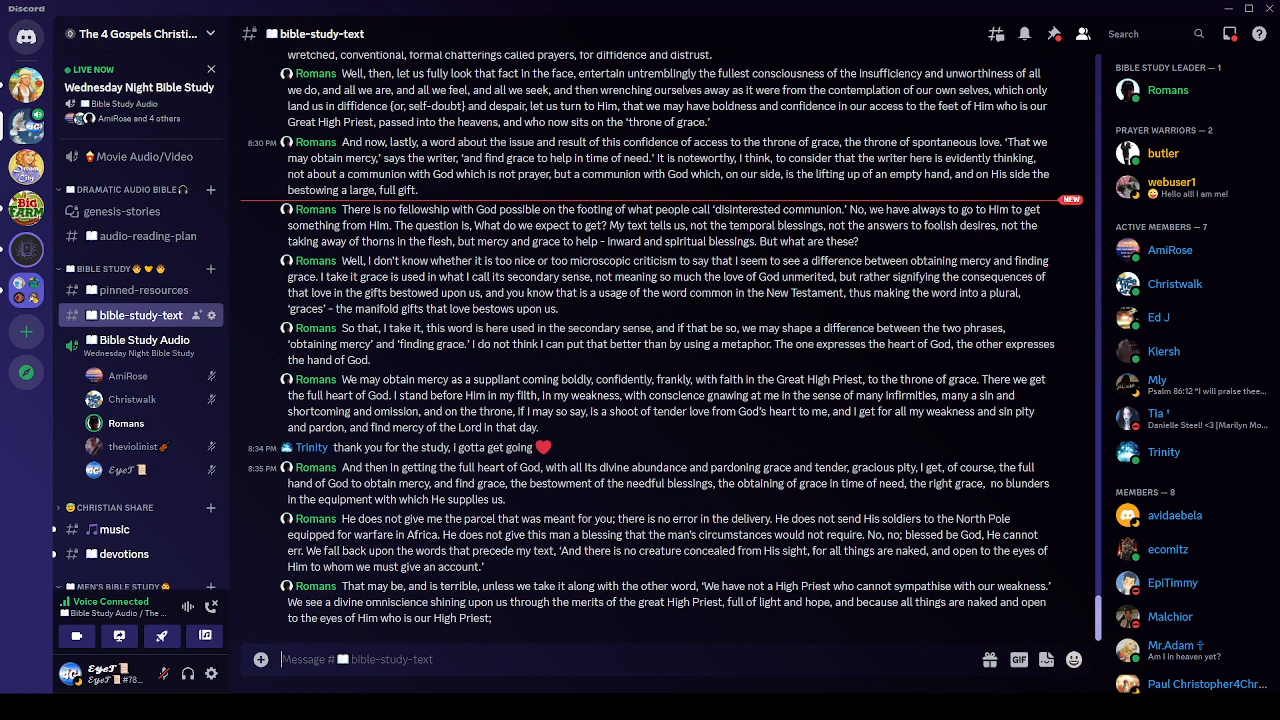 Discord
The 4 Gospels Christi...
LIVE NOW
Wednesday Night Bible Study
Bible Study Audio
AmiRose and 4 others
Movie Audio/Video
DRAMATIC AUDIO BIBLE
genesis-stories
audio-reading-plan
BIBLE STUDY
pinned-resources
bible-study-text
Bible Study Audio
Wednesday Night Bible Study
AmiRose
Christwalk
Romans
theviolinist
EyeT
CHRISTIAN SHARE
music
devotions
MEN'S BIBLE STUDY
Voice Connected
Bible Study Audio / The ...
EyeT
EyeT #78...
bible-study-text
wretched, conventional, formal chatterings called prayers, for diffidence and distrust.
Romans Well, then, let us fully look that fact in the face, entertain untremblingly the fullest consciousness of the insufficiency and unworthiness of all
we do, and all we are, and all we feel, and all we seek, and then wrenching ourselves away as it were from the contemplation of our own selves, which only
land us in diffidence {or, self-doubt} and despair, let us turn to Him, that we may have boldness and confidence in our access to the feet of Him who is our
Great High Priest, passed into the heavens, and who now sits on the 'throne of grace.'
8:30 PM Romans And now, lastly, a word about the issue and result of this confidence of access to the throne of grace, the throne of spontaneous love. 'That we
may obtain mercy,' says the writer, 'and find grace to help in time of need.' It is noteworthy, I think, to consider that the writer here is evidently thinking,
not about a communion with God which is not prayer, but a communion with God which, on our side, is the lifting up of an empty hand, and on His side the
bestowing a large, full gift.
NEW
Romans There is no fellowship with God possible on the footing of what people call 'disinterested communion.' No, we have always to go to Him to get
something from Him. The question is, What do we expect to get? My text tells us, not the temporal blessings, not the answers to foolish desires, not the
taking away of thorns in the flesh, but mercy and grace to help - inward and spiritual blessings. But what are these?
Romans Well, I don't know whether it is too nice or too microscopic criticism to say that I seem to see a difference between obtaining mercy and finding
grace. I take it grace is used in what I call its secondary sense, not meaning so much the love of God unmerited, but rather signifying the consequences of
that love in the gifts bestowed upon us, and you know that is a usage of the word common in the New Testament, thus making the word into a plural,
'graces' - the manifold gifts that love bestows upon us.
Romans So that, I take it, this word is here used in the secondary sense, and if that be so, we may shape a difference between the two phrases,
'obtaining mercy' and 'finding grace.' I do not think I can put that better than by using a metaphor. The one expresses the heart of God, the other expresses
the hand of God.
Romans We may obtain mercy as a suppliant coming boldly, confidently, frankly, with faith in the Great High Priest, to the throne of grace. There we get
the full heart of God. I stand before Him in my filth, in my weakness, with conscience gnawing at me in the sense of many infirmities, many a sin and
shortcoming and omission, and on the throne, if I may so say, is a shoot of tender love from God's heart to me, and I get for all my weakness and sin pity
and pardon, and find mercy of the Lord in that day.
8:34 PM Trinity thank you for the study, I gotta get going
8:35 PM Romans And then in getting the full heart of God, with all its divine abundance and pardoning grace and tender, gracious pity, I get, of course, the full
hand of God to obtain mercy, and find grace, the bestowment of the needful blessings, the obtaining of grace in time of need, the right grace, no blunders
in the equipment with which He supplies us.
Romans He does not give me the parcel that was meant for you; there is no error in the delivery. He does not send His soldiers to the North Pole
equipped for warfare in Africa. He does not give this man a blessing that the man's circumstances would not require. No, no; blessed be God, He cannot
err. We fall back upon the words that precede my text, 'And there is no creature concealed from His sight, for all things are naked, and open to the eyes of
Him to whom we must give an account.'
Romans That may be, and is terrible, unless we take it along with the other word, 'We have not a High Priest who cannot sympathise with our weakness.'
We see a divine omniscience shining upon us through the merits of the great High Priest, full of light and hope, and because all things are naked and open
to the eyes of Him who is our High Priest;
Message # bible-study-text
GIF
Search
BIBLE STUDY LEADER — 1
Romans
PRAYER WARRIORS — 2
butler
webuser1
Hello all! I am me!
ACTIVE MEMBERS — 7
AmiRose
Christwalk
Ed J
Kiersh
Mly
Psalm 86:12 "I will praise thee...
Tia †
Danielle Steel! <3 [Marilyn Mo...
Trinity
MEMBERS — 8
avidaebela
ecomitz
EpiTimmy
Malchior
Mr.Adam ✞
Am I in heaven yet?
Paul Christopher4Chr...